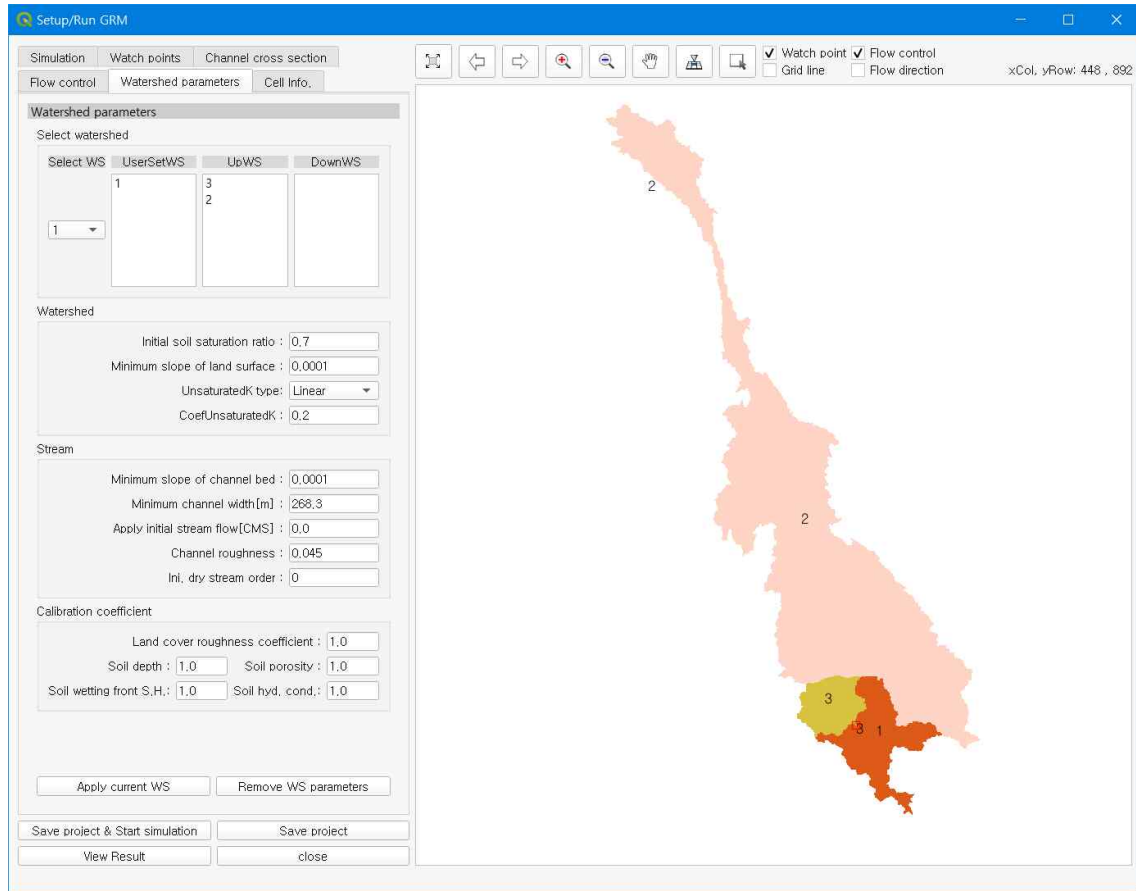 Setup/Run GRM
Simulation Watch points Channel cross section
Flow control Watershed parameters Cell Info.
Watershed parameters
Select watershed
Select WS UserSetWS UpWS DownWS
1 3
2
1
Watershed
Initial soil saturation ratio : 0.7
Minimum slope of land surface : 0.0001
UnsaturatedK type: Linear
CoefUnsaturatedK : 0.2
Stream
Minimum slope of channel bed : 0.0001
Minimum channel width[m] : 268.3
Apply initial stream flow[CMS] : 0.0
Channel roughness : 0.045
Ini. dry stream order : 0
Calibration coefficient
Land cover roughness coefficient : 1.0
Soil depth : 1.0 Soil porosity : 1.0
Soil wetting front S.H.: 1.0 Soil hyd. cond.: 1.0
Apply current WS Remove WS parameters
Save project & Start simulation Save project
View Result close
Watch point Flow control
Grid line Flow direction xCol, yRow: 448 , 892
2
2
3
3 1